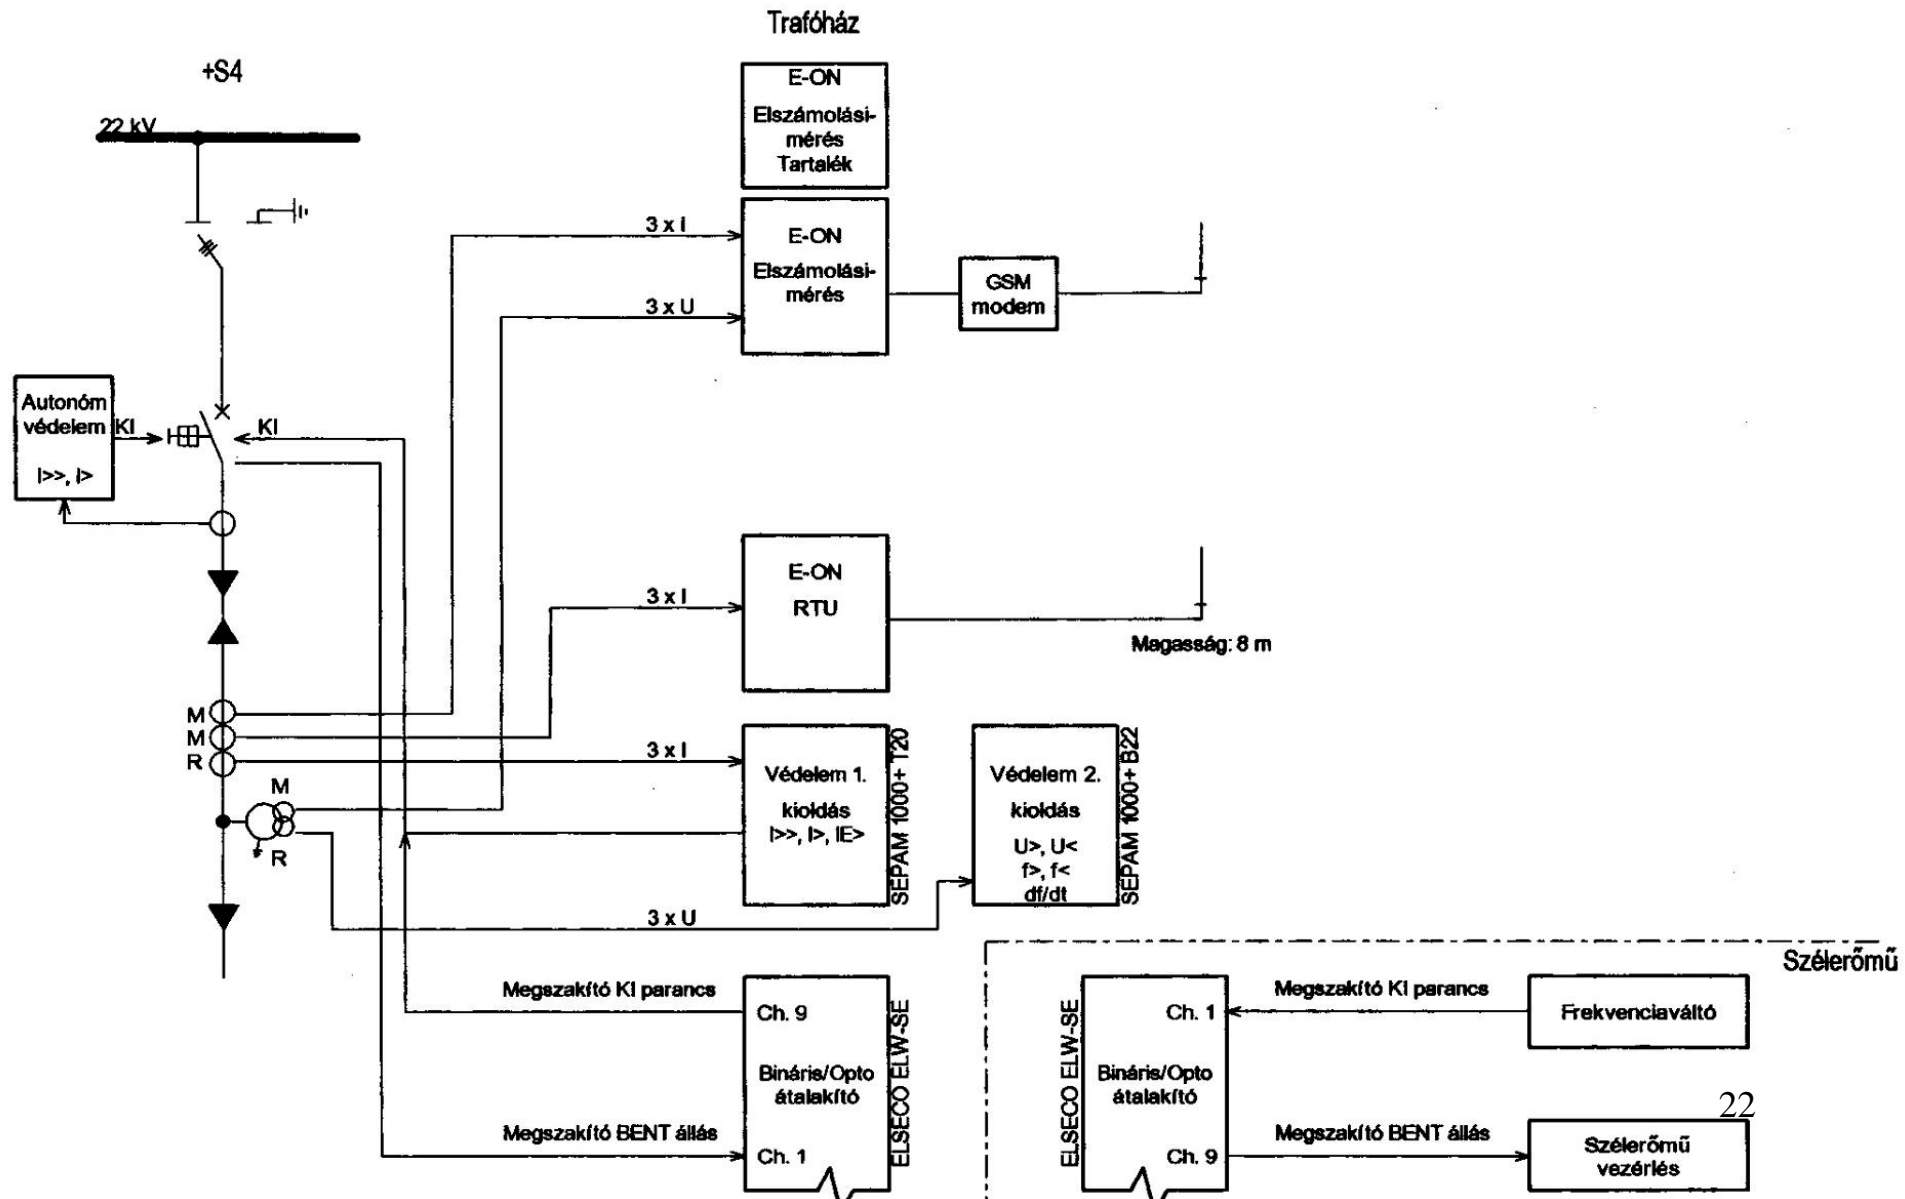 Trafóház
+S4
22 kV
E-ON
Elszámolási-
mérés
Tartalék
3 x I
3 x U
E-ON
Elszámolási-
mérés
GSM
modem
Autonóm
védelem
I>>, I>
KI
KI
3 x I
E-ON
RTU
Magasság: 8 m
M
M
R
M
R
3 x I
Védelem 1.
kioldás
I>>, I>, IE>
SEPAM 1000+ T20
Védelem 2.
kioldás
U>, U<
f>, f<
df/dt
SEPAM 1000+ B22
3 x U
Szélerőmű
Megszakító KI parancs
Ch. 9
Bináris/Opto
átalakító
Ch. 1
ELSECO ELW-SE
Megszakító BENT állás
ELSECO ELW-SE
Ch. 1
Bináris/Opto
átalakító
Ch. 9
Megszakító KI parancs
Frekvenciaváltó
22
Megszakító BENT állás
Szélerőmű
vezérlés